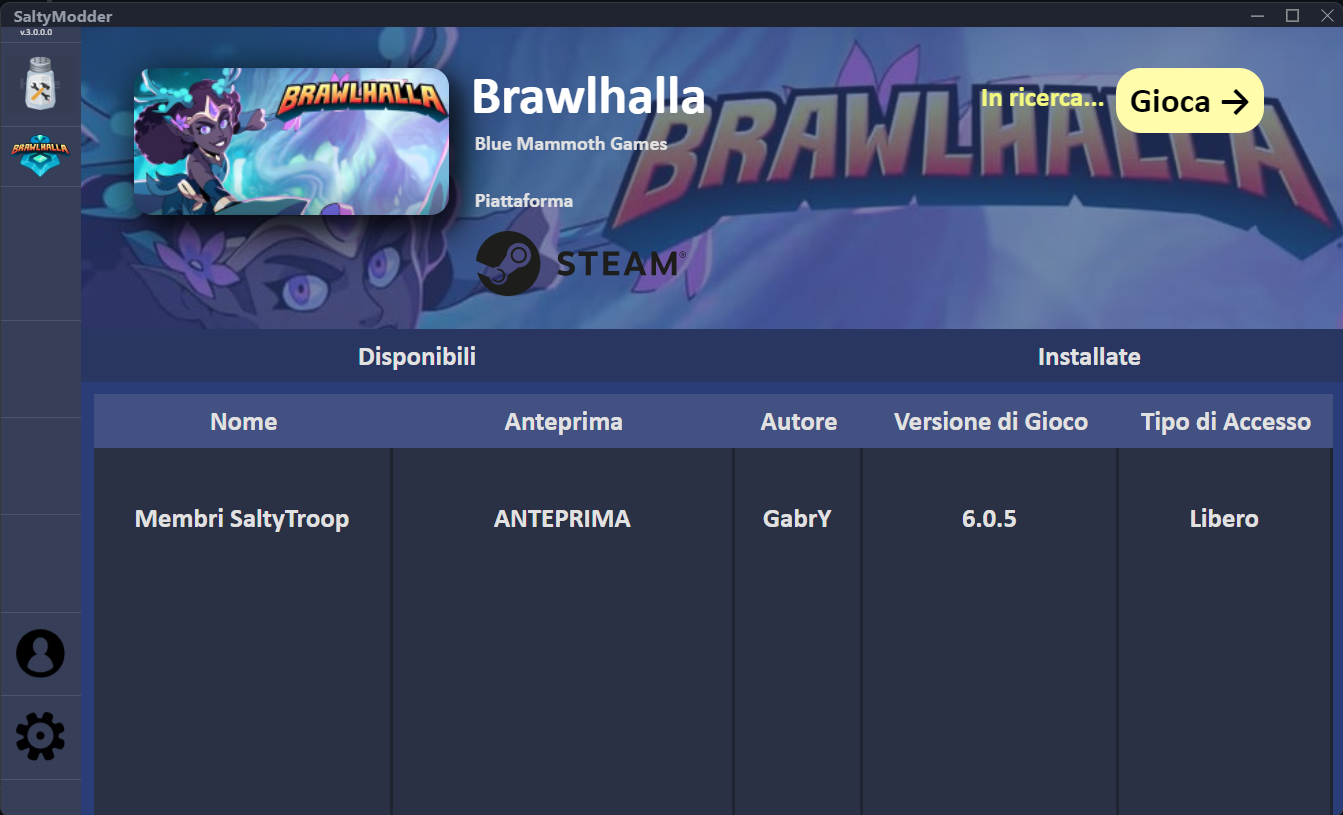 SaltyModder
v.3.0.0.0
BRAWLHALLA
BRAWLHALLA
Brawlhalla
Blue Mammoth Games
Piattaforma
STEAM®
BRAWLHALLA
In ricerca...
Gioca →
Disponibili
Installate
Nome
Anteprima
Autore
Versione di Gioco
Tipo di Accesso
Membri SaltyTroop
ANTEPRIMA
GabrY
6.0.5
Libero